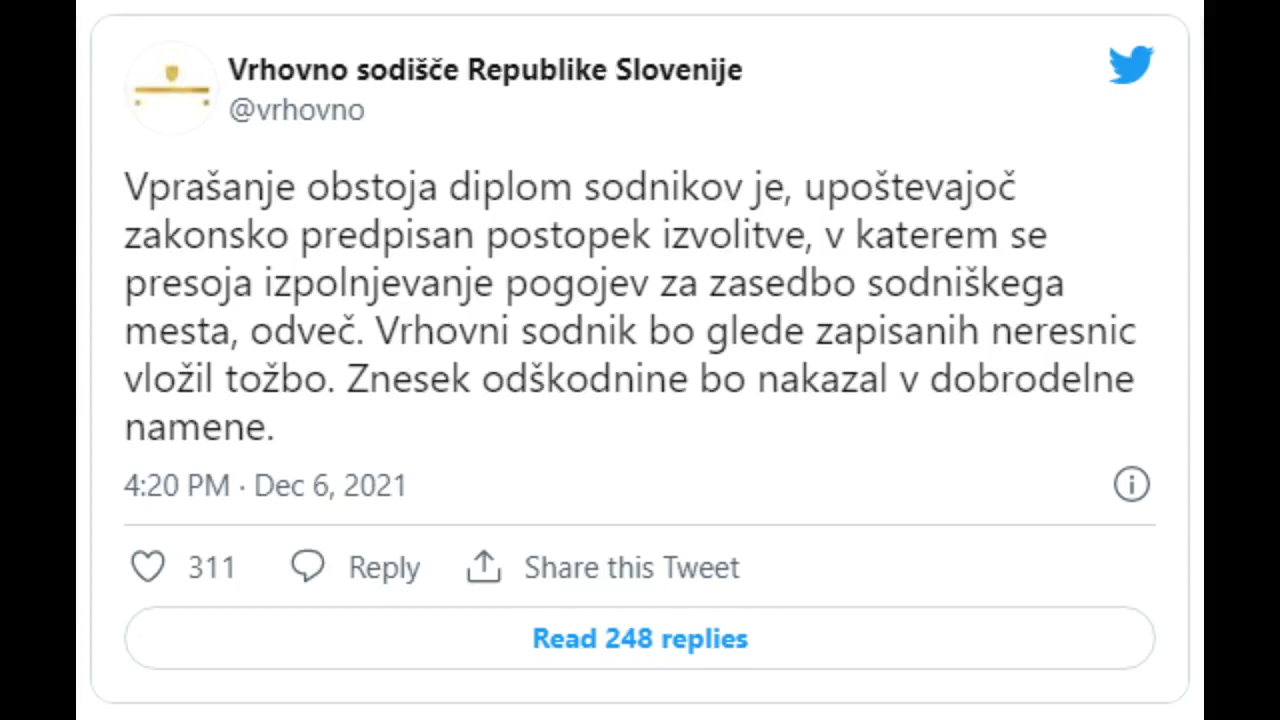 Vrhovno sodišče Republike Slovenije
@vrhovno
Vprašanje obstoja diplom sodnikov je, upoštevajoč
zakonsko predpisan postopek izvolitve, v katerem se
presoja izpolnjevanje pogojev za zasedbo sodniškega
mesta, odveč. Vrhovni sodnik bo glede zapisanih neresnic
vložil tožbo. Znesek odškodnine bo nakazal v dobrodelne
namene.
4:20 PM · Dec 6, 2021
311 Reply Share this Tweet
Read 248 replies